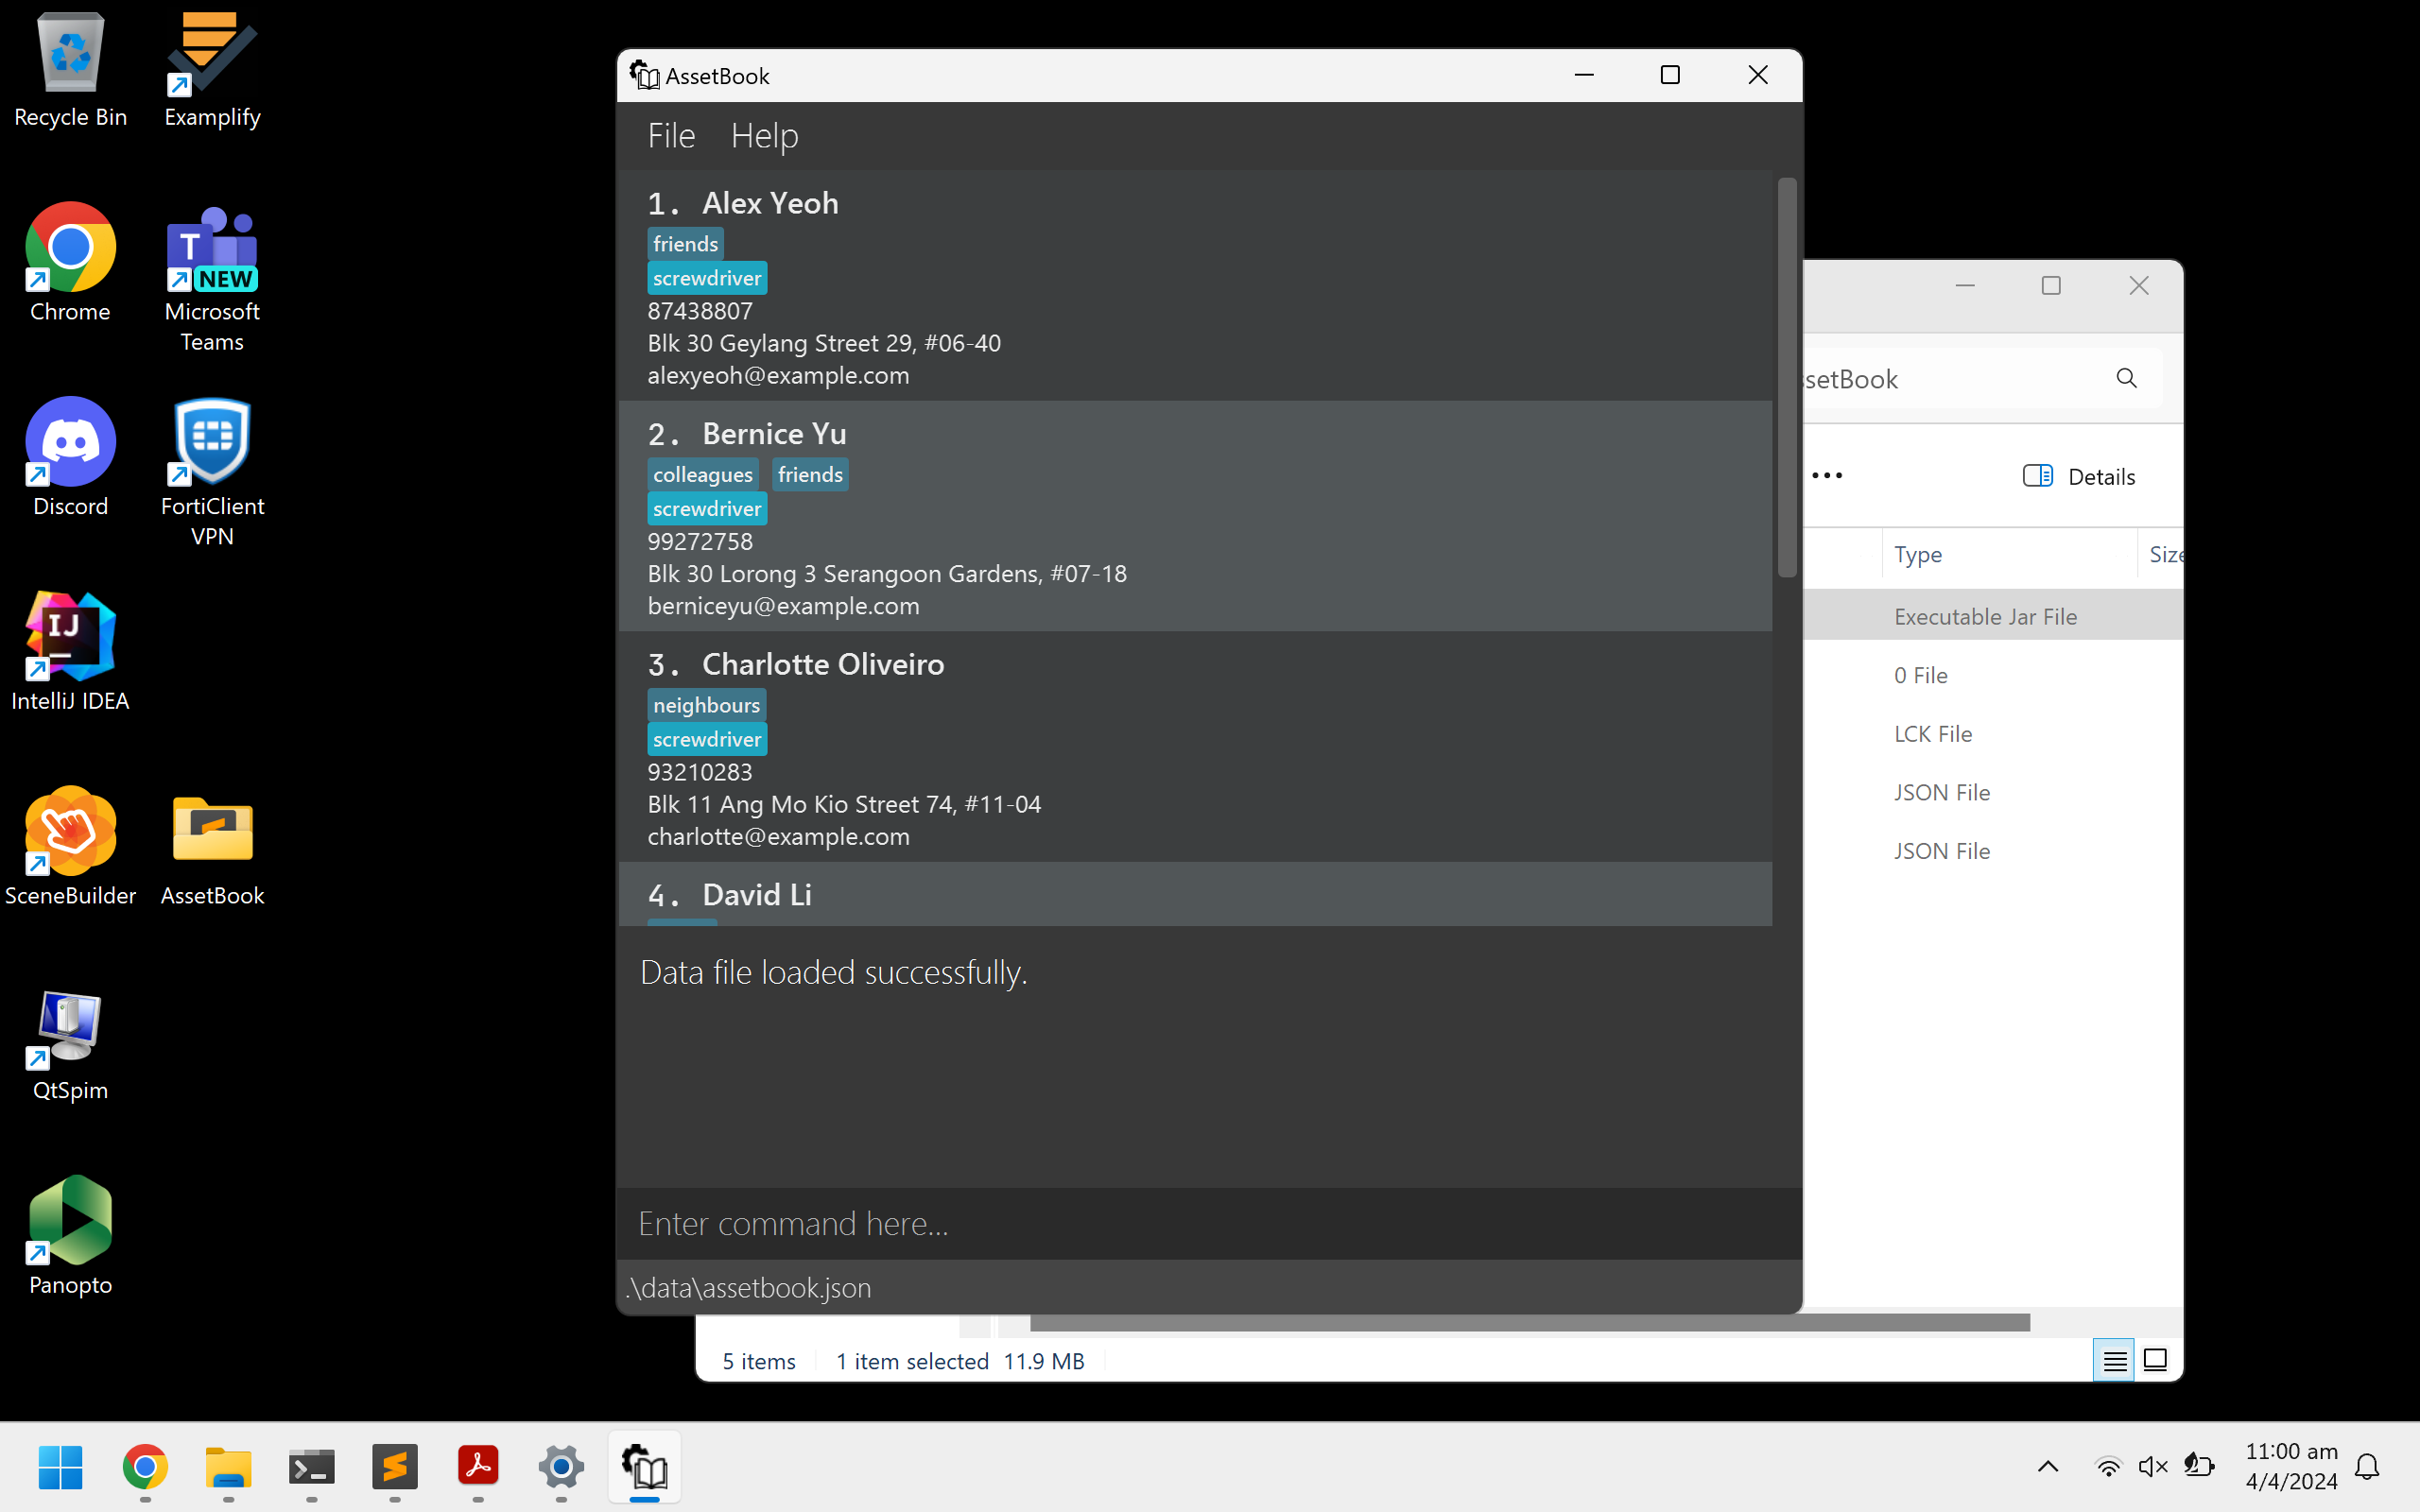 Recycle Bin
Examplify
Chrome
NEW
Microsoft
Teams
Discord
FortiClient
VPN
IJ
IntelliJ IDEA
SceneBuilder
AssetBook
QtSpim
Panopto
AssetBook
File Help
1. Alex Yeoh
friends
screwdriver
87438807
Blk 30 Geylang Street 29, #06-40
alexyeoh@example.com
2. Bernice Yu
colleagues friends
screwdriver
99272758
Blk 30 Lorong 3 Serangoon Gardens, #07-18
berniceyu@example.com
3. Charlotte Oliveiro
neighbours
screwdriver
93210283
Blk 11 Ang Mo Kio Street 74, #11-04
charlotte@example.com
4. David Li
Data file loaded successfully.
Enter command here...
.\data\assetbook.json
setBook
Details
Type
Size
Executable Jar File
0 File
LCK File
JSON File
JSON File
5 items
1 item selected 11.9 MB
11:00 am
4/4/2024